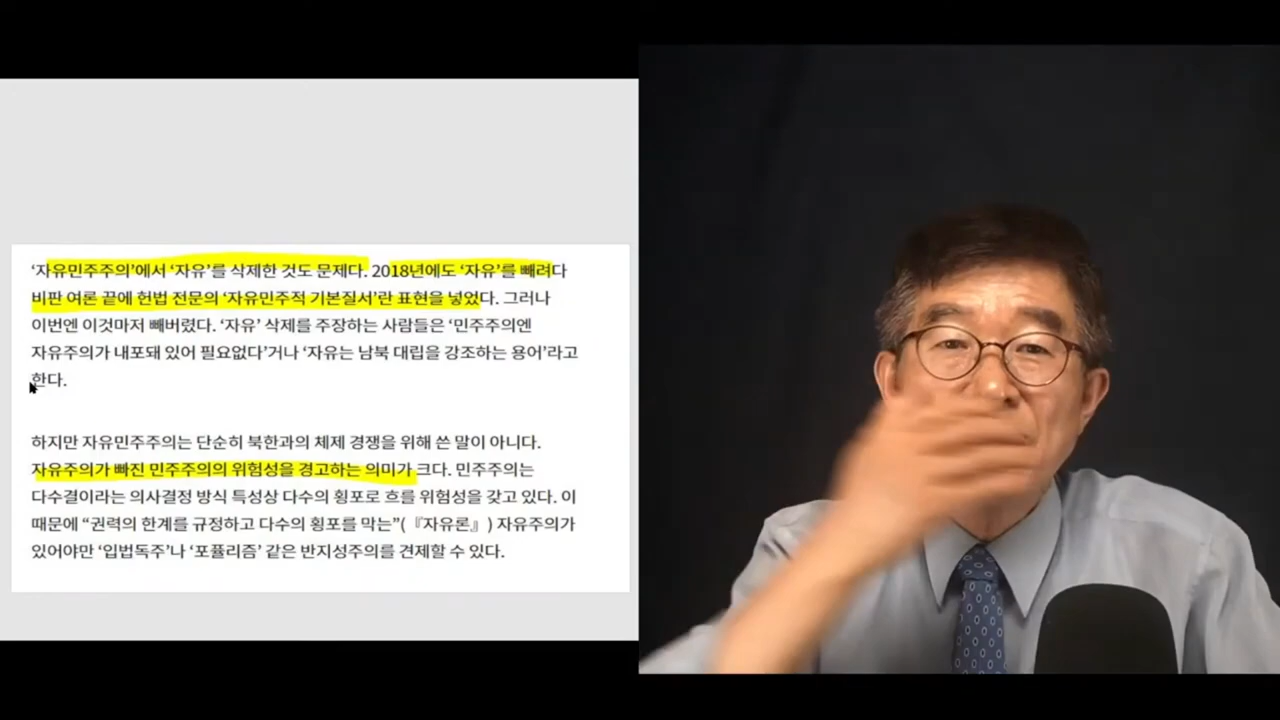 ‘자유민주주의’에서 ‘자유’를 삭제한 것도 문제다. 2018년에도 ‘자유’를 빼려다
비판 여론 끝에 헌법 전문의 ‘자유민주적 기본질서’란 표현을 넣었다. 그러나
이번엔 이것마저 빼버렸다. ‘자유’ 삭제를 주장하는 사람들은 ‘민주주의엔
자유주의가 내포돼 있어 필요없다’거나 ‘자유는 남북 대립을 강조하는 용어’라고
한다.
하지만 자유민주주의는 단순히 북한과의 체제 경쟁을 위해 쓴 말이 아니다.
자유주의가 빠진 민주주의의 위험성을 경고하는 의미가 크다. 민주주의는
다수결이라는 의사결정 방식 특성상 다수의 횡포로 흐를 위험성을 갖고 있다. 이
때문에 “권력의 한계를 규정하고 다수의 횡포를 막는”(『자유론』) 자유주의가
있어야만 ‘입법독주’나 ‘포퓰리즘’ 같은 반지성주의를 견제할 수 있다.